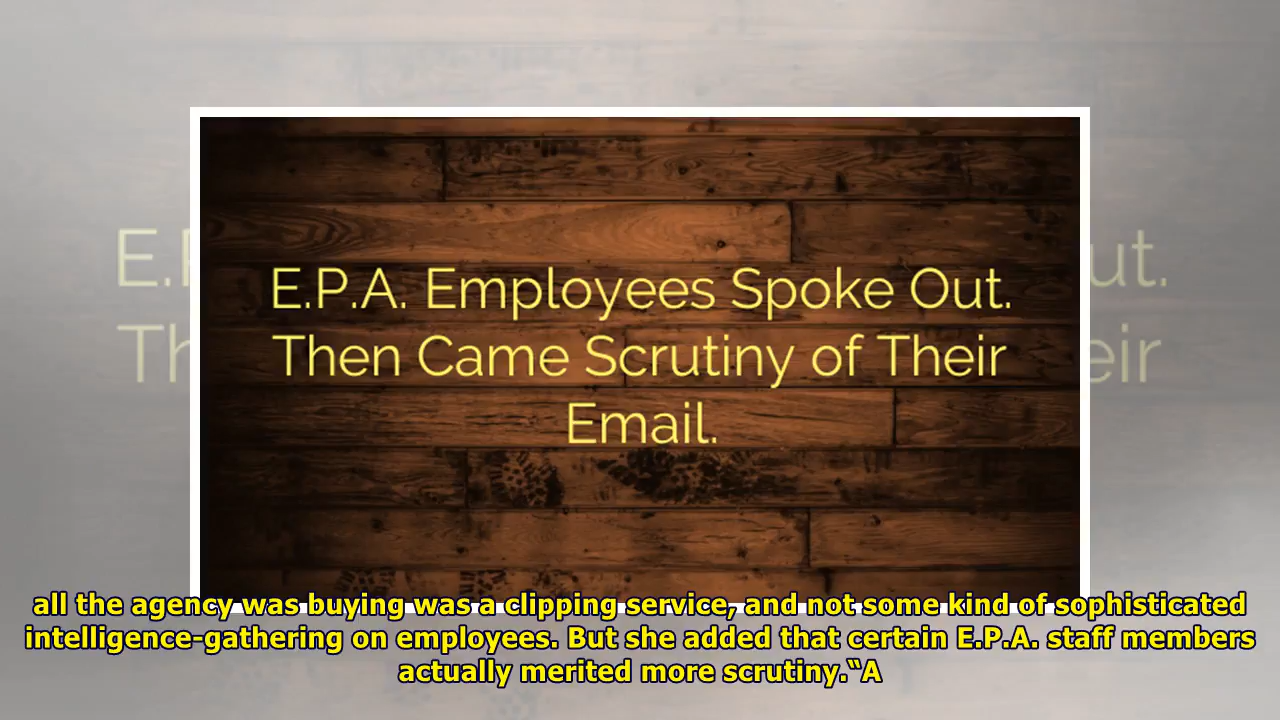 E.P.A. Employees Spoke Out.
Then Came Scrutiny of Their
Email.
all the agency was buying was a clipping service, and not some kind of sophisticated
intelligence-gathering on employees. But she added that certain E.P.A. staff members
actually merited more scrutiny.“A